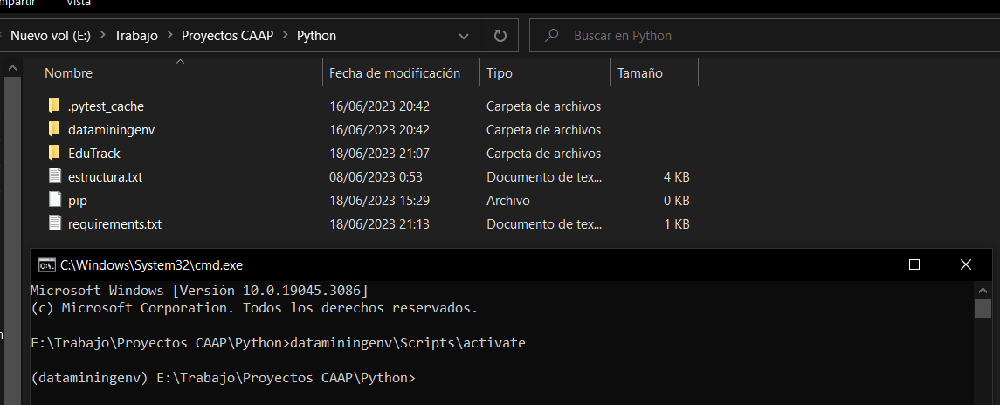 Vista
Nuevo vol (E:) > Trabajo > Proyectos CAAP > Python
Buscar en Python
Nombre Fecha de modificación Tipo Tamaño
.pytest_cache 16/06/2023 20:42 Carpeta de archivos
dataminingenv 16/06/2023 20:42 Carpeta de archivos
EduTrack 18/06/2023 21:07 Carpeta de archivos
estructura.txt 08/06/2023 0:53 Documento de tex... 4 KB
pip 18/06/2023 15:29 Archivo 0 KB
requirements.txt 18/06/2023 21:13 Documento de tex... 1 KB
C:\Windows\System32\cmd.exe
Microsoft Windows [Versión 10.0.19045.3086]
(c) Microsoft Corporation. Todos los derechos reservados.
E:\Trabajo\Proyectos CAAP\Python>dataminingenv\Scripts\activate
(dataminingenv) E:\Trabajo\Proyectos CAAP\Python>